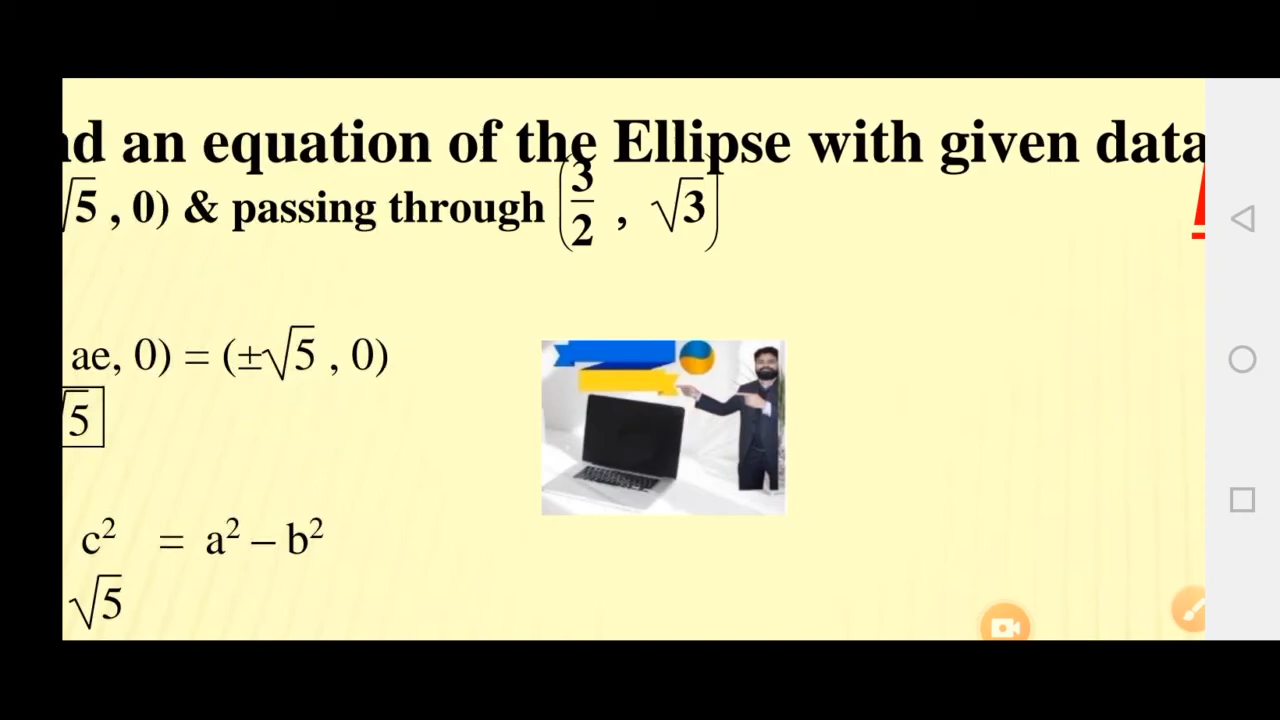 nd an equation of the Ellipse with given data
√5 , 0) & passing through (3/2 , √3)
ae, 0) = (±√5 , 0)
√5
c² = a² – b²
√5